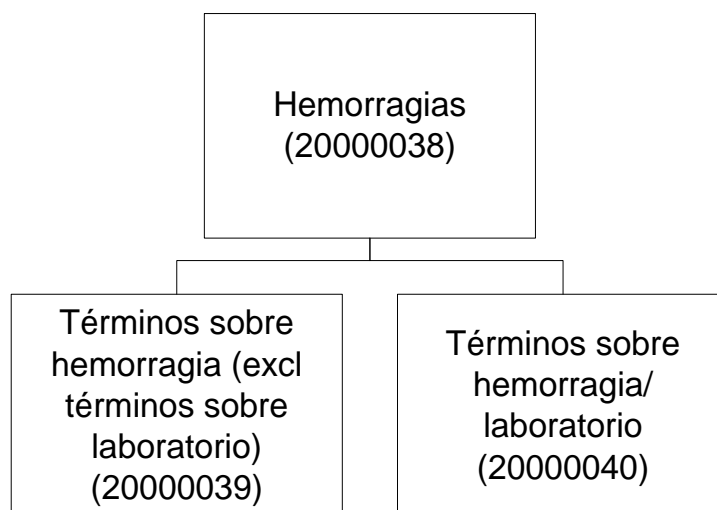 Hemorragias
(20000038)
Términos sobre
hemorragia (excl
términos sobre
laboratorio)
(20000039)
Términos sobre
hemorragia/
laboratorio
(20000040)